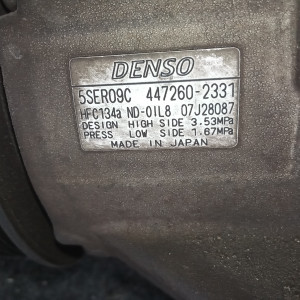 DENSO
5SER09C 447260-2331
HFC134a ND-OIL8 07J28087
DESIGN HIGH SIDE 3.53MPa
PRESS LOW SIDE 1.67MPa
MADE IN JAPAN